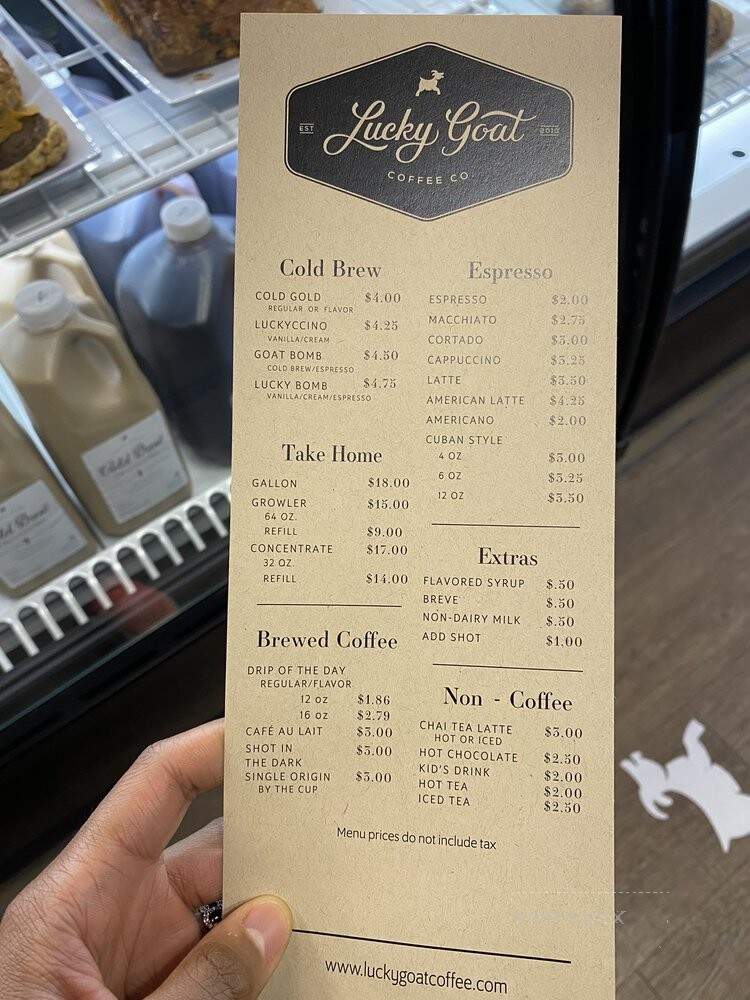 EST
Lucky Goat
2010
COFFEE CO
Cold Brew
COLD GOLD $4.00
REGULAR OR FLAVOR
LUCKYCCINO $4.25
VANILLA/CREAM
GOAT BOMB $4.50
COLD BREW/ESPRESSO
LUCKY BOMB $4.75
VANILLA/CREAM/ESPRESSO
Take Home
GALLON $18.00
GROWLER $15.00
64 OZ.
REFILL $9.00
CONCENTRATE $17.00
32 OZ.
REFILL $14.00
Brewed Coffee
DRIP OF THE DAY
REGULAR/FLAVOR
12 OZ $1.86
16 OZ $2.79
CAFÉ AU LAIT $3.00
SHOT IN $3.00
THE DARK
SINGLE ORIGIN $3.00
BY THE CUP
Espresso
ESPRESSO $2.00
MACCHIATO $2.75
CORTADO $3.00
CAPPUCCINO $3.25
LATTE $3.50
AMERICAN LATTE $4.25
AMERICANO $2.00
CUBAN STYLE
4 OZ $3.00
6 OZ $3.25
12 OZ $3.50
Extras
FLAVORED SYRUP $.50
BREVE $.50
NON-DAIRY MILK $.50
ADD SHOT $1.00
Non - Coffee
CHAI TEA LATTE $3.00
HOT OR ICED
HOT CHOCOLATE $2.50
KID'S DRINK $2.00
HOT TEA $2.00
ICED TEA $2.50
Menu prices do not include tax
www.luckygoatcoffee.com